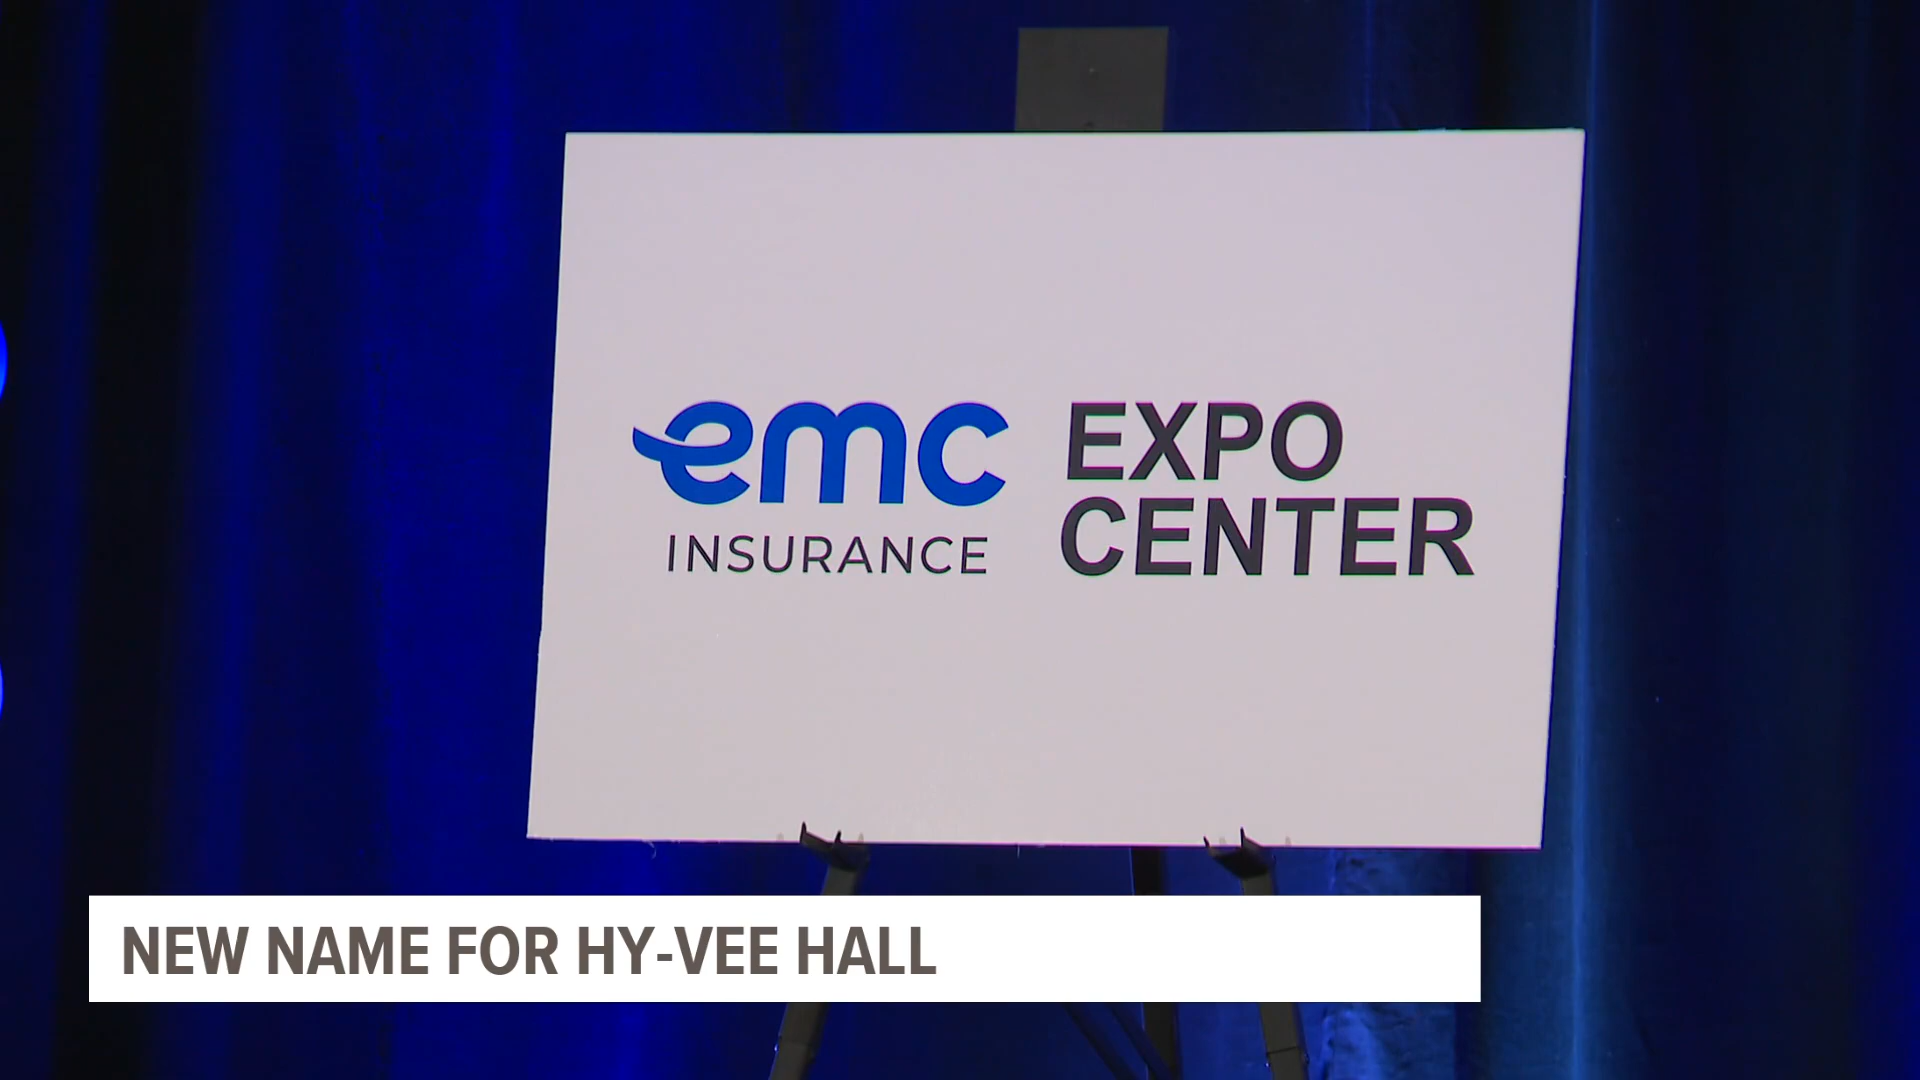 emc
INSURANCE
EXPO
CENTER
NEW NAME FOR HY-VEE HALL